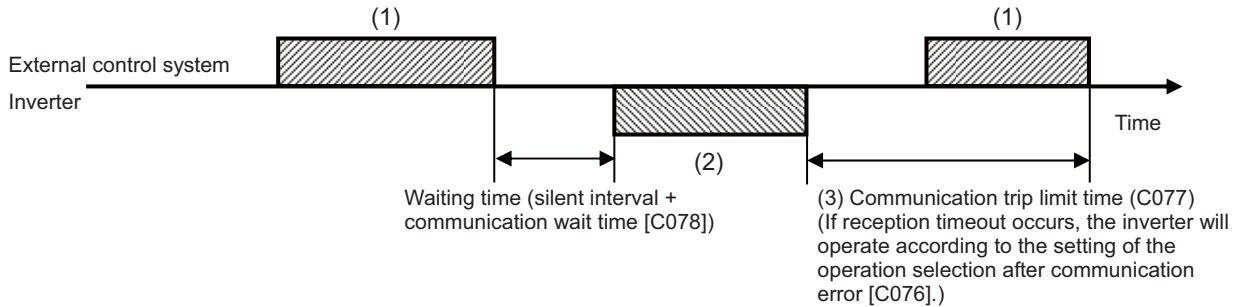 (1)
(1)
External control system
Inverter
Time
(2)
Waiting time (silent interval +
communication wait time [C078])
(3) Communication trip limit time (C077)
(If reception timeout occurs, the inverter will
operate according to the setting of the
operation selection after communication
error [C076].)